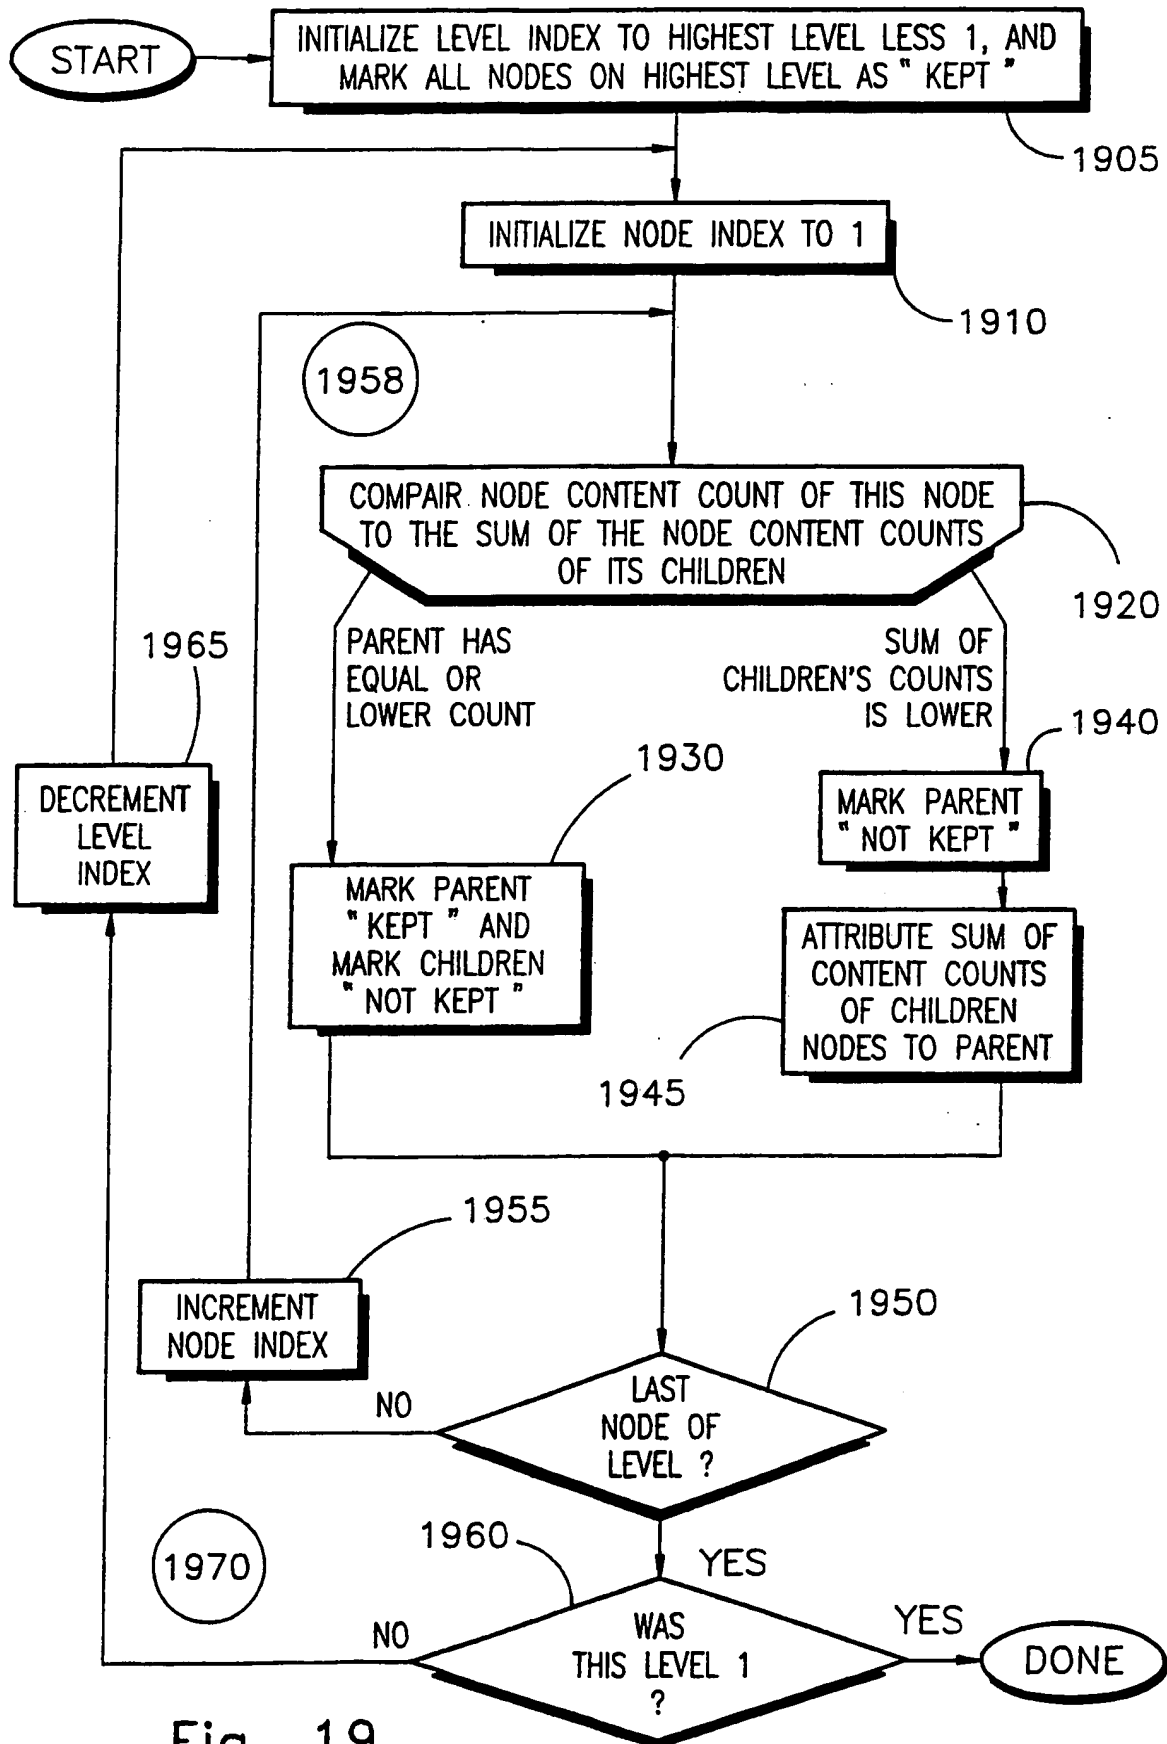 START
INITIALIZE LEVEL INDEX TO HIGHEST LEVEL LESS 1, AND
MARK ALL NODES ON HIGHEST LEVEL AS " KEPT "
1905
INITIALIZE NODE INDEX TO 1
1910
1958
COMPAIR NODE CONTENT COUNT OF THIS NODE
TO THE SUM OF THE NODE CONTENT COUNTS
OF ITS CHILDREN
1920
PARENT HAS
EQUAL OR
LOWER COUNT
SUM OF
CHILDREN'S COUNTS
IS LOWER
1965
1940
1930
DECREMENT
LEVEL
INDEX
MARK PARENT
" NOT KEPT "
MARK PARENT
" KEPT " AND
MARK CHILDREN
" NOT KEPT "
ATTRIBUTE SUM OF
CONTENT COUNTS
OF CHILDREN
NODES TO PARENT
1945
1955
INCREMENT
NODE INDEX
1950
LAST
NODE OF
LEVEL ?
NO
1960
YES
1970
WAS
THIS LEVEL 1
?
NO
YES
DONE
Fig. 19